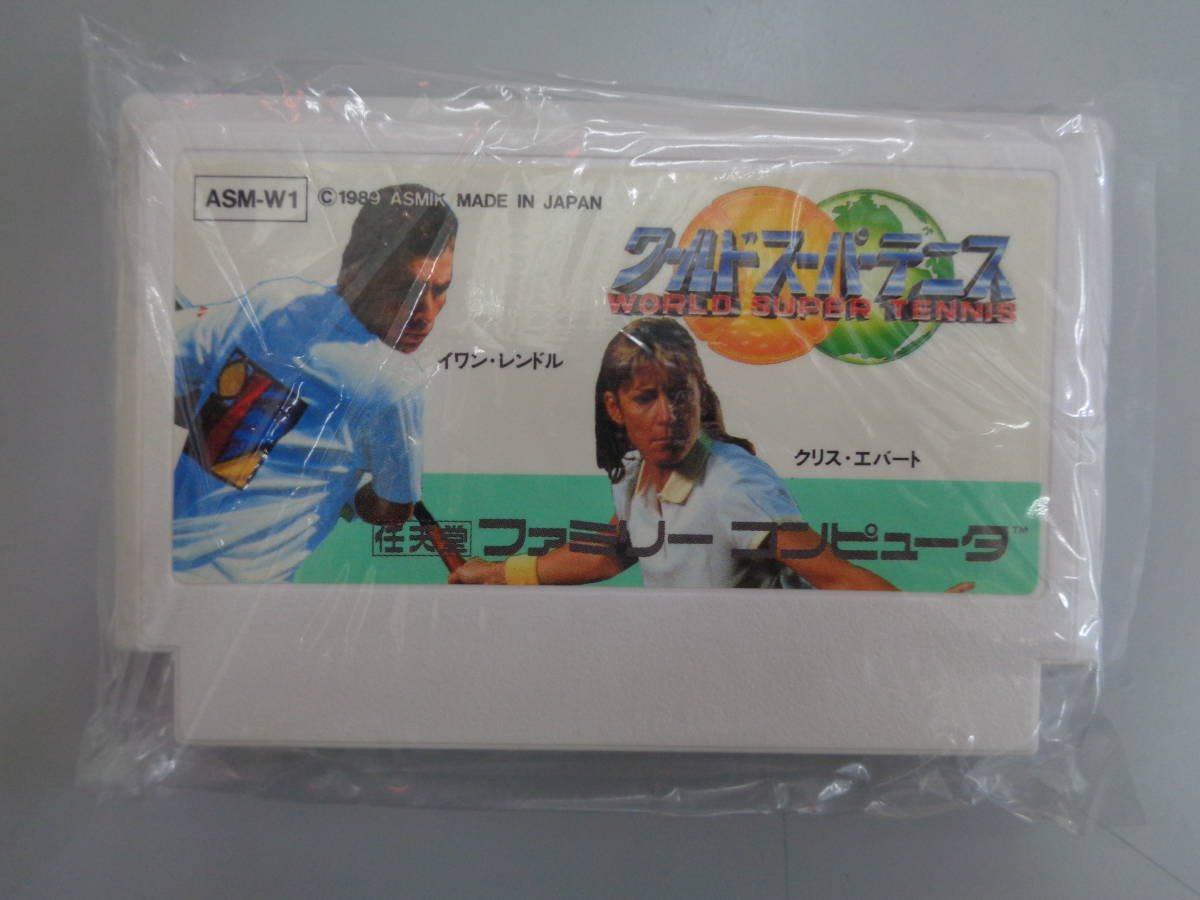 ASM-W1 ©1989 ASMIK MADE IN JAPAN
ワールドスーパーテニス
WORLD SUPER TENNIS
イワン・レンドル
クリス・エバート
任天堂 ファミリーコンピュータ™